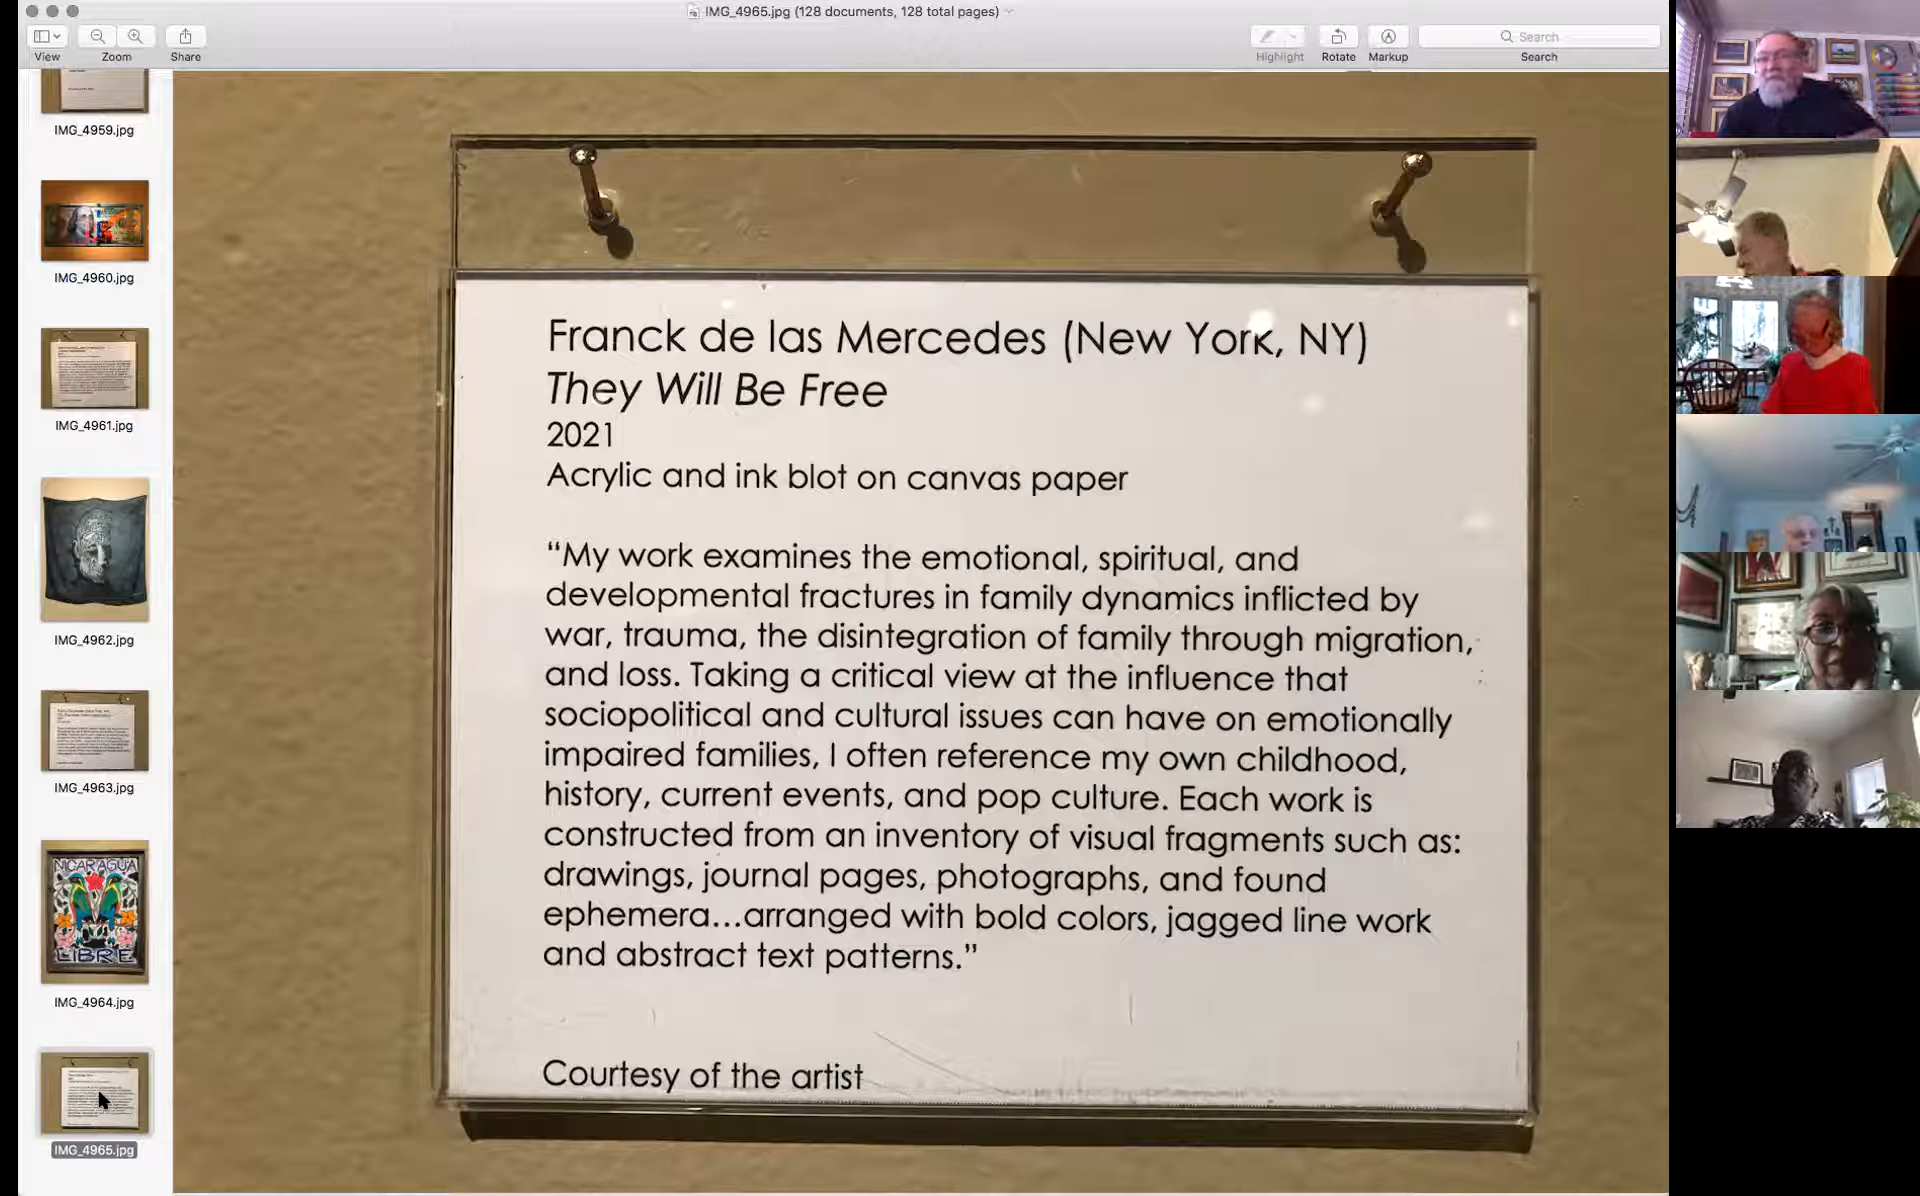 IMG_4965.jpg (128 documents, 128 total pages)
View
Zoom
Share
Highlight
Rotate
Markup
Search
Search
IMG_4959.jpg
IMG_4960.jpg
IMG_4961.jpg
IMG_4962.jpg
IMG_4963.jpg
NICARAGUA
LIBRE
IMG_4964.jpg
IMG_4965.jpg
Franck de las Mercedes (New York, NY)
They Will Be Free
2021
Acrylic and ink blot on canvas paper
“My work examines the emotional, spiritual, and
developmental fractures in family dynamics inflicted by
war, trauma, the disintegration of family through migration,
and loss. Taking a critical view at the influence that
sociopolitical and cultural issues can have on emotionally
impaired families, I often reference my own childhood,
history, current events, and pop culture. Each work is
constructed from an inventory of visual fragments such as:
drawings, journal pages, photographs, and found
ephemera...arranged with bold colors, jagged line work
and abstract text patterns.”
Courtesy of the artist